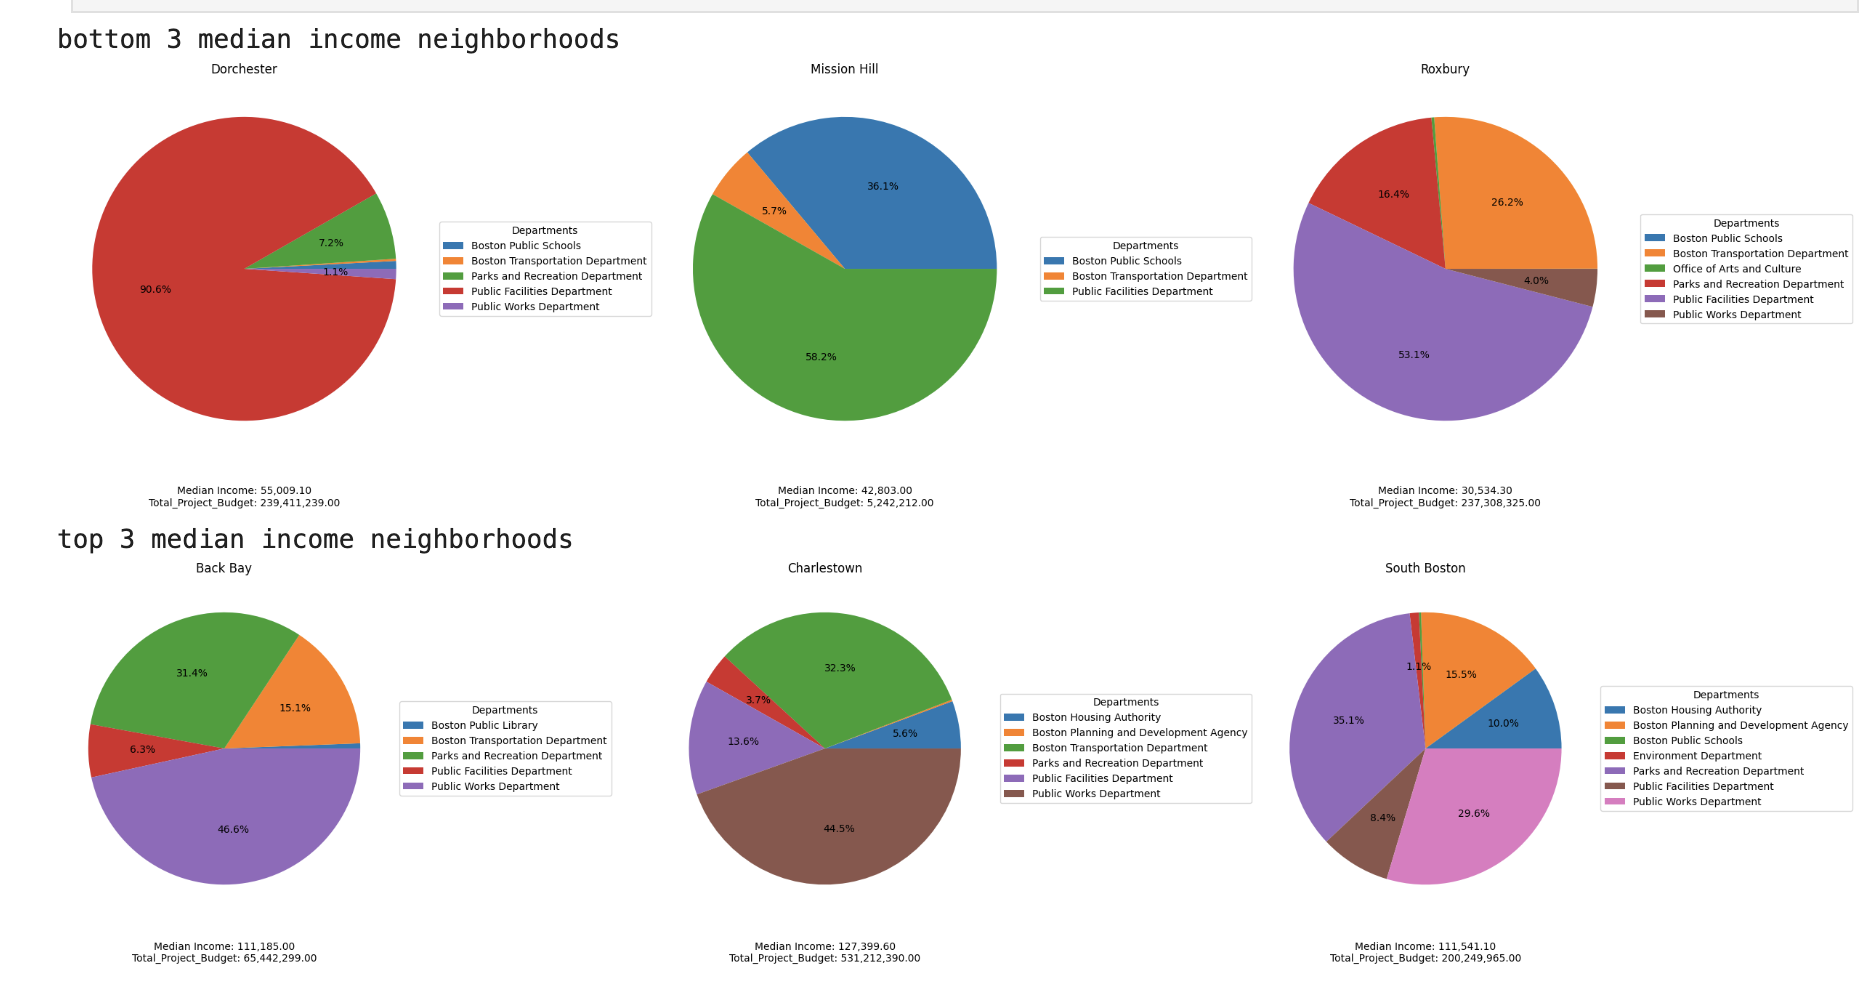 bottom 3 median income neighborhoods
Dorchester
90.6%
7.2%
1.1%
Departments
Boston Public Schools
Boston Transportation Department
Parks and Recreation Department
Public Facilities Department
Public Works Department
Median Income: 55,009.10
Total_Project_Budget: 239,411,239.00
Mission Hill
36.1%
5.7%
58.2%
Departments
Boston Public Schools
Boston Transportation Department
Public Facilities Department
Median Income: 42,803.00
Total_Project_Budget: 5,242,212.00
Roxbury
16.4%
26.2%
4.0%
53.1%
Departments
Boston Public Schools
Boston Transportation Department
Office of Arts and Culture
Parks and Recreation Department
Public Facilities Department
Public Works Department
Median Income: 30,534.30
Total_Project_Budget: 237,308,325.00
top 3 median income neighborhoods
Back Bay
31.4%
15.1%
6.3%
46.6%
Departments
Boston Public Library
Boston Transportation Department
Parks and Recreation Department
Public Facilities Department
Public Works Department
Median Income: 111,185.00
Total_Project_Budget: 65,442,299.00
Charlestown
32.3%
3.7%
13.6%
5.6%
44.5%
Departments
Boston Housing Authority
Boston Planning and Development Agency
Boston Transportation Department
Parks and Recreation Department
Public Facilities Department
Public Works Department
Median Income: 127,399.60
Total_Project_Budget: 531,212,390.00
South Boston
1.1%
15.5%
35.1%
10.0%
8.4%
29.6%
Departments
Boston Housing Authority
Boston Planning and Development Agency
Boston Public Schools
Environment Department
Parks and Recreation Department
Public Facilities Department
Public Works Department
Median Income: 111,541.10
Total_Project_Budget: 200,249,965.00